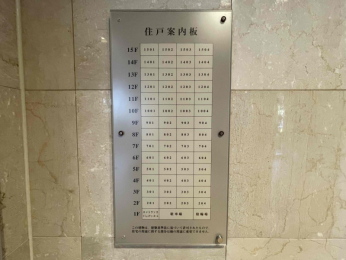 住戸案内板
15F 1501 1502 1503 1504
14F 1401 1402 1403 1404
13F 1301 1302 1303 1304
12F 1201 1202 1203 1204
11F 1101 1102 1103 1104
10F 1001 1002 1003 1004
9F 901 902 903 904
8F 801 802 803 804
7F 701 702 703 704
6F 601 602 603 604
5F 501 502 503 504
4F 401 402 403 404
3F 301 302 303 304
2F 201 202 203 204
1F